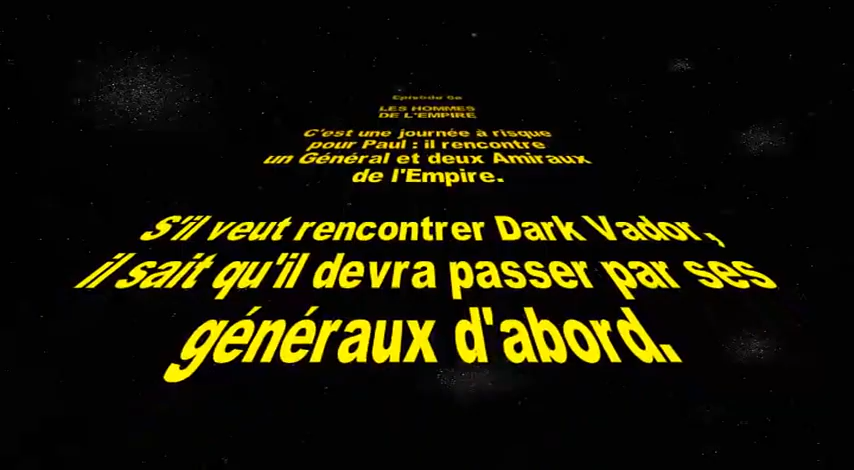 Episode 6a
LES HOMMES
DE L'EMPIRE
C'est une journée à risque
pour Paul : il rencontre
un Général et deux Amiraux
de l'Empire.
S'il veut rencontrer Dark Vador,
il sait qu'il devra passer par ses
généraux d'abord.